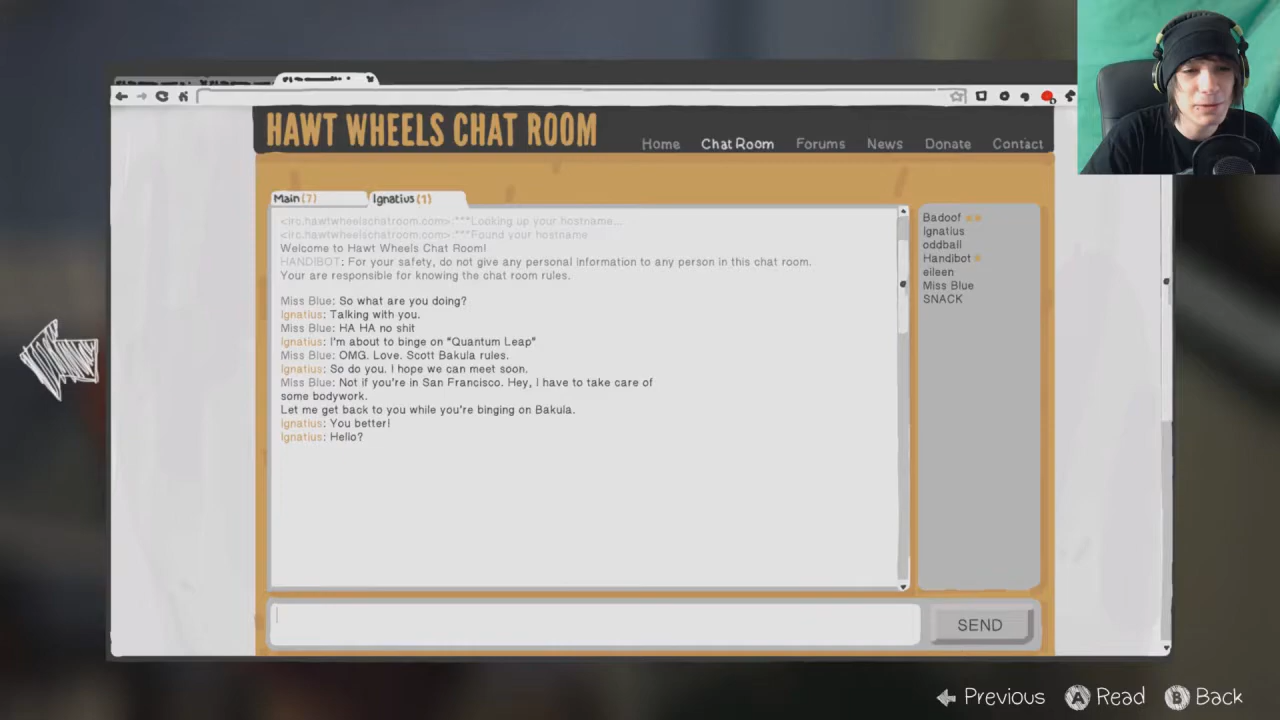 HAWT WHEELS CHAT ROOM
Home Chat Room Forums News Donate Contact
Main (7) Ignatius (1)
<irc.hawtwheelschatroom.com>:***Looking up your hostname...
<irc.hawtwheelschatroom.com>:***Found your hostname
Welcome to Hawt Wheels Chat Room!
HANDIBOT: For your safety, do not give any personal information to any person in this chat room.
Your are responsible for knowing the chat room rules.
Miss Blue: So what are you doing?
Ignatius: Talking with you.
Miss Blue: HA HA no shit
Ignatius: I'm about to binge on "Quantum Leap"
Miss Blue: OMG. Love. Scott Bakula rules.
Ignatius: So do you. I hope we can meet soon.
Miss Blue: Not if you're in San Francisco. Hey, I have to take care of
some bodywork.
Let me get back to you while you're binging on Bakula.
Ignatius: You better!
Ignatius: Hello?
Badoof
Ignatius
oddball
Handibot
eileen
Miss Blue
SNACK
SEND
Previous A Read B Back